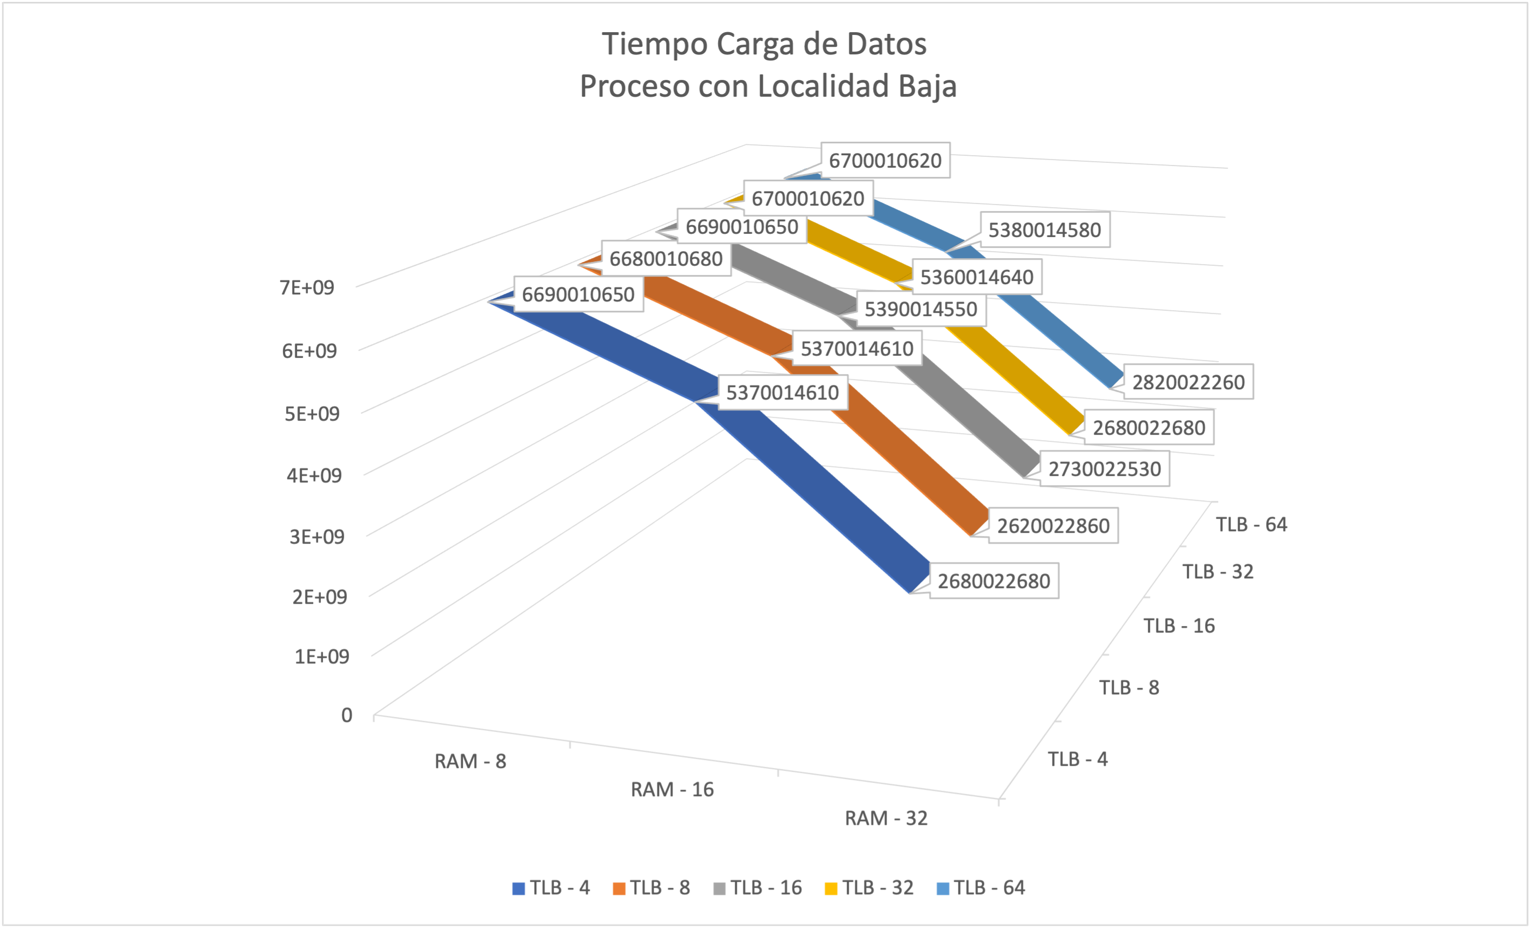 Tiempo Carga de Datos
Proceso con Localidad Baja
6700010620
6700010620
6690010650
6680010680
6690010650
5380014580
5360014640
5390014550
5370014610
5370014610
2820022260
2680022680
2730022530
2620022860
2680022680
7E+09
6E+09
5E+09
4E+09
3E+09
2E+09
1E+09
0
RAM - 8
RAM - 16
RAM - 32
TLB - 64
TLB - 32
TLB - 16
TLB - 8
TLB - 4
TLB - 4 TLB - 8 TLB - 16 TLB - 32 TLB - 64